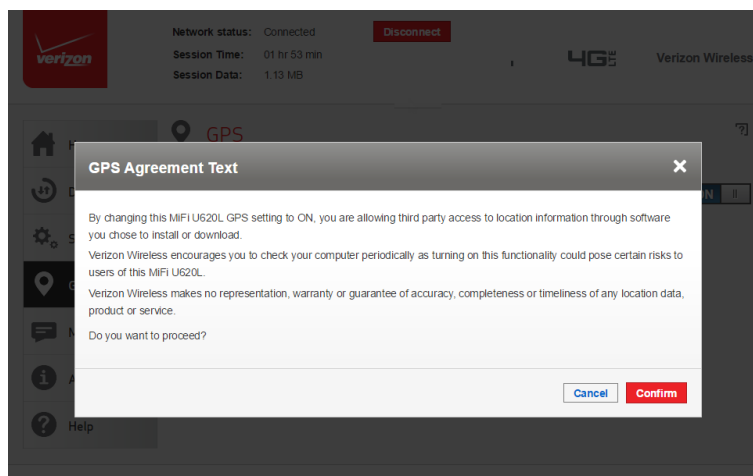 verizon
Network status: Connected
Disconnect
Session Time: 01 hr 53 min
Session Data: 1.13 MB
4G LTE
Verizon Wireless
GPS
?
GPS Agreement Text
By changing this MiFi U620L GPS setting to ON, you are allowing third party access to location information through software
you chose to install or download.
Verizon Wireless encourages you to check your computer periodically as turning on this functionality could pose certain risks to
users of this MiFi U620L.
Verizon Wireless makes no representation, warranty or guarantee of accuracy, completeness or timeliness of any location data,
product or service.
Do you want to proceed?
Cancel
Confirm
Help